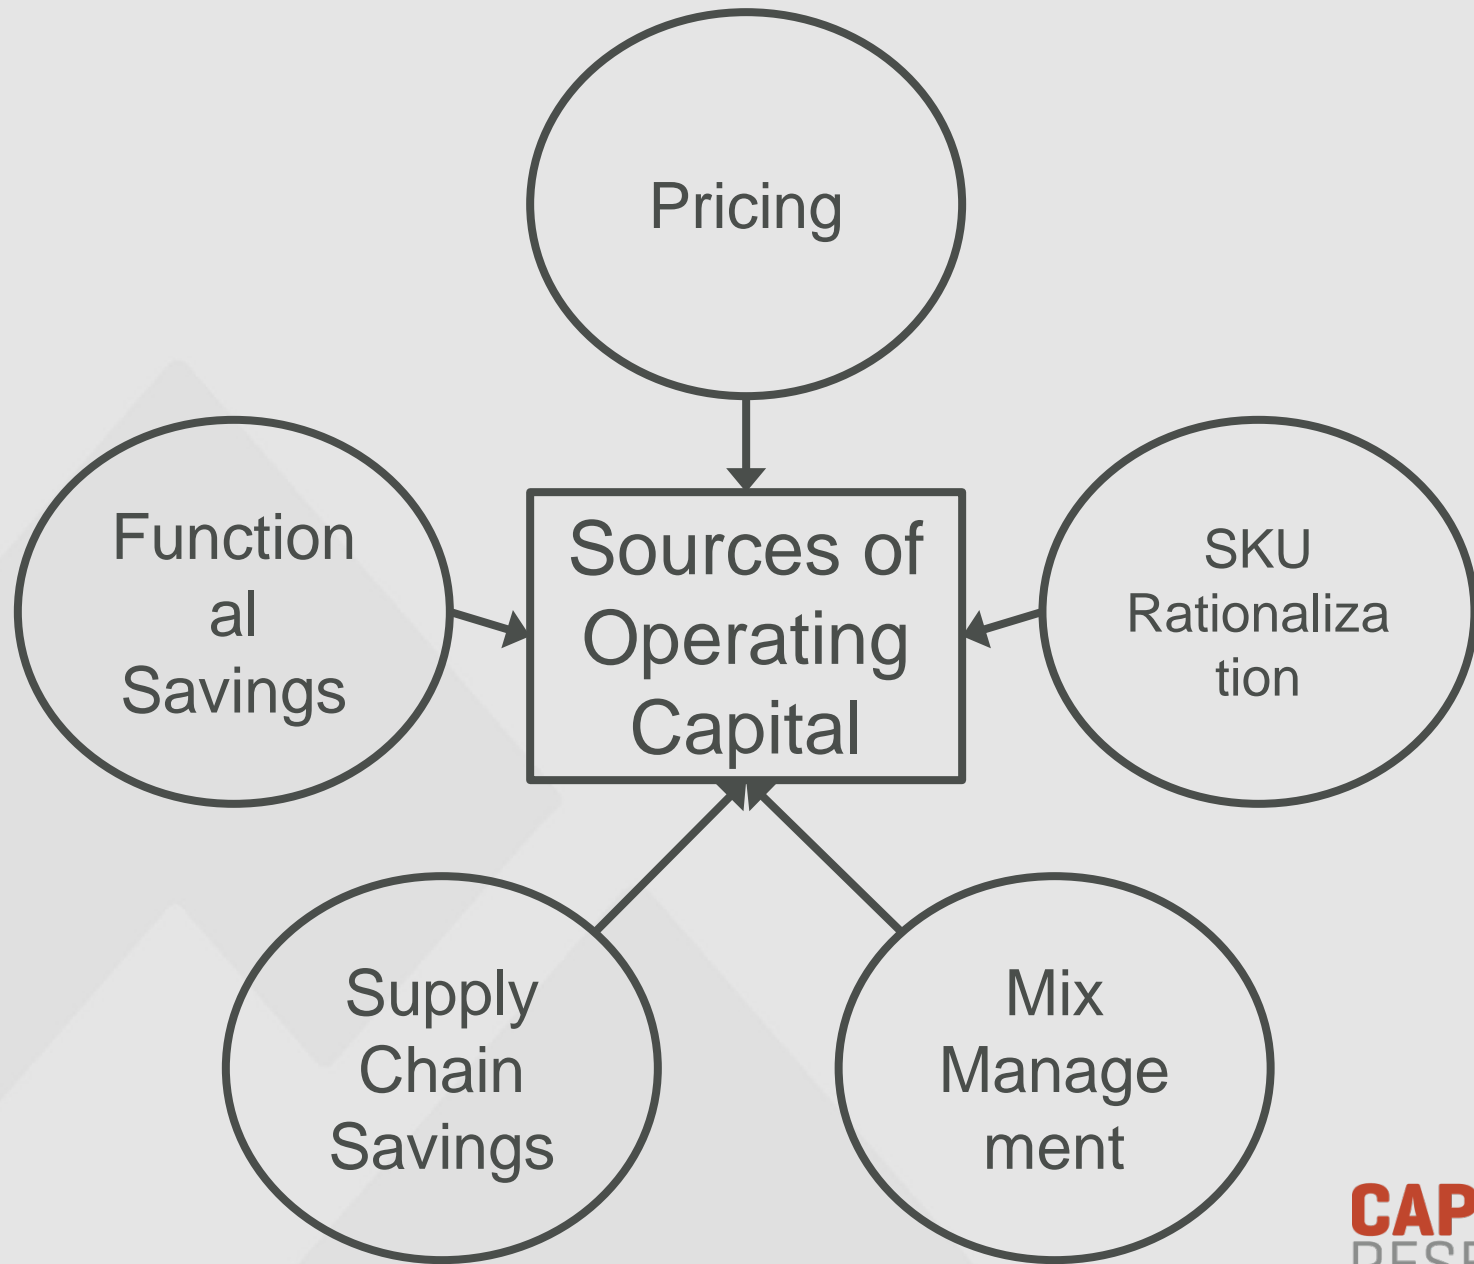 Pricing
Function
al
Savings
Sources of
Operating
Capital
SKU
Rationaliza
tion
Supply
Chain
Savings
Mix
Manage
ment
CAP